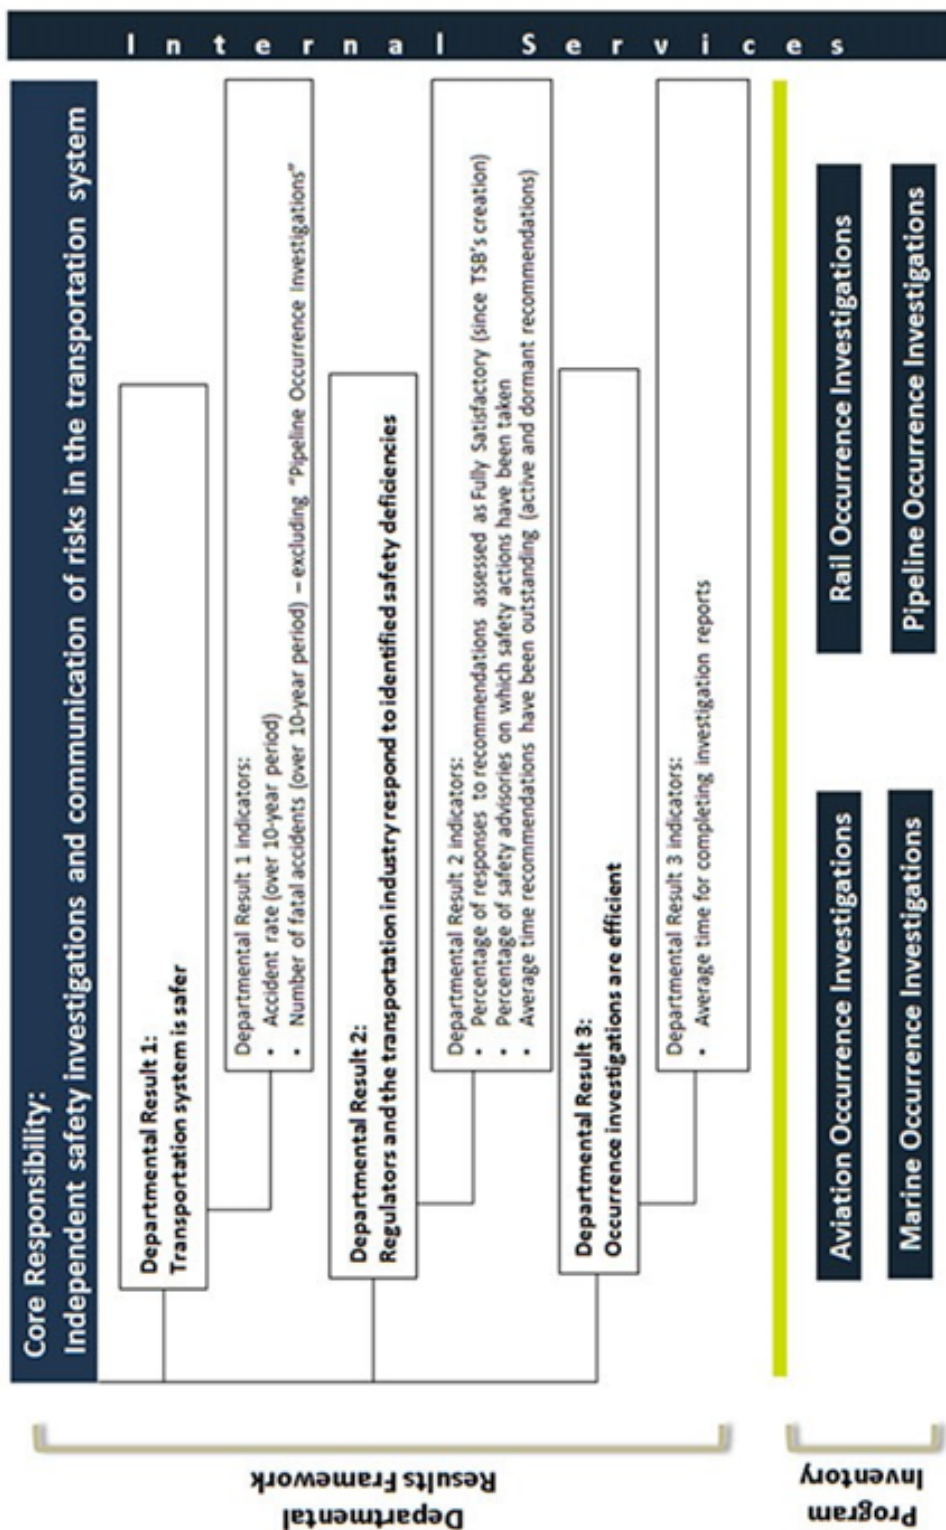 Core Responsibility:
Independent safety investigations and communication of risks in the transportation system
Departmental Result 1:
Transportation system is safer
Departmental Result 1 indicators:
• Accident rate (over 10-year period)
• Number of fatal accidents (over 10-year period) – excluding "Pipeline Occurrence Investigations"
Departmental Result 2:
Regulators and the transportation industry respond to identified safety deficiencies
Departmental Result 2 indicators:
• Percentage of responses to recommendations assessed as Fully Satisfactory (since TSB's creation)
• Percentage of safety advisories on which safety actions have been taken
• Average time recommendations have been outstanding (active and dormant recommendations)
Departmental Result 3:
Occurrence investigations are efficient
Departmental Result 3 indicators:
• Average time for completing investigation reports
Departmental
Results Framework
Internal Services
Program
Inventory
Aviation Occurrence Investigations
Rail Occurrence Investigations
Marine Occurrence Investigations
Pipeline Occurrence Investigations